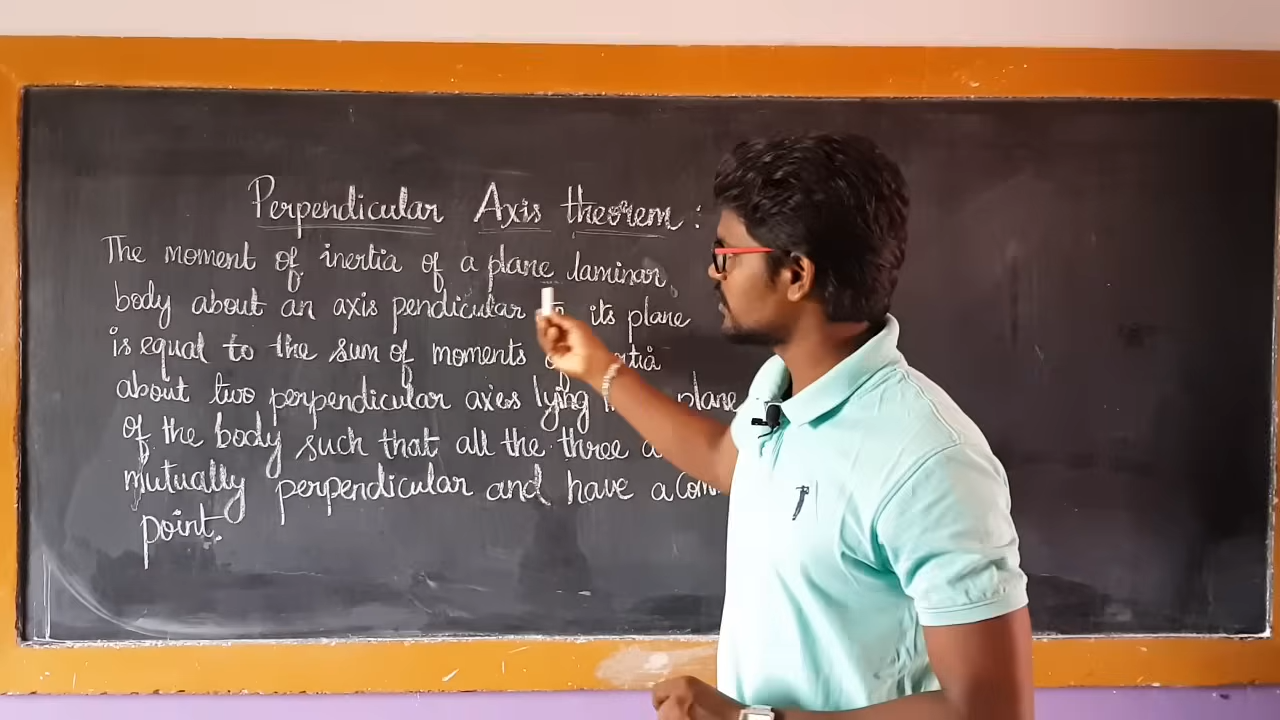 Perpendicular Axis theorem :
The moment of inertia of a plane laminar
body about an axis pendicular its plane
is equal to the sum of moments
about two perpendicular axes lying plane
of the body such that all the three
mutually perpendicular and have a
point.